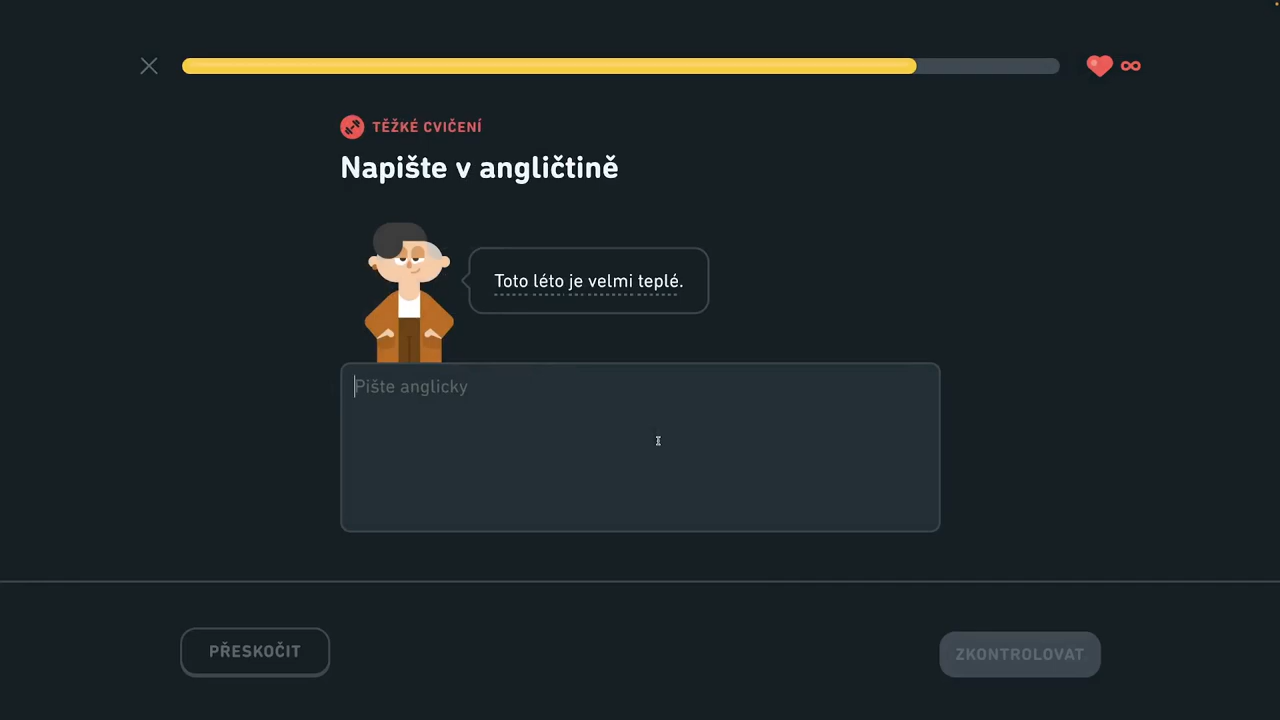 TĚŽKÉ CVIČENÍ
Napište v angličtině
Toto léto je velmi teplé.
Pište anglicky
PŘESKOČIT
ZKONTROLOVAT